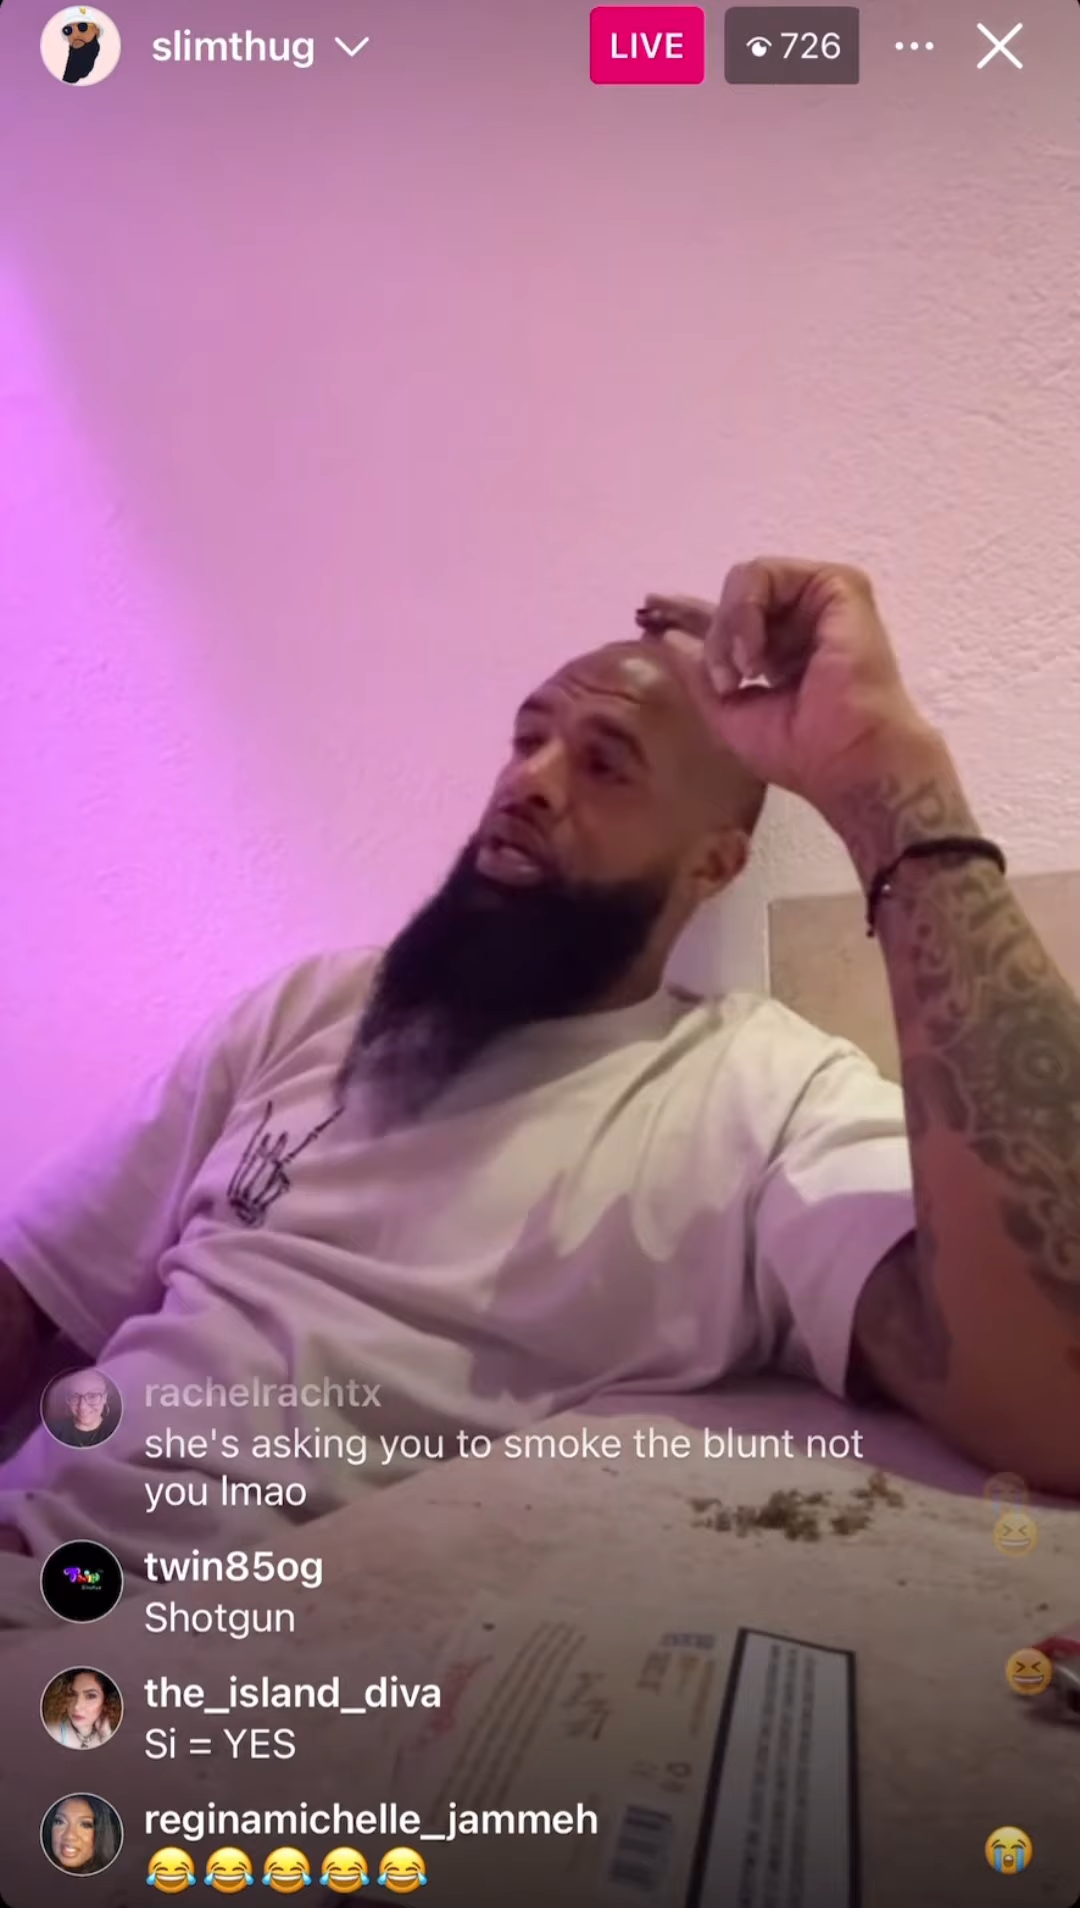 slimthug
LIVE
726
rachelrachtx
she's asking you to smoke the blunt not
you lmao
twin85og
Shotgun
the_island_diva
Si = YES
reginamichelle_jammeh
😂😂😂😂😂